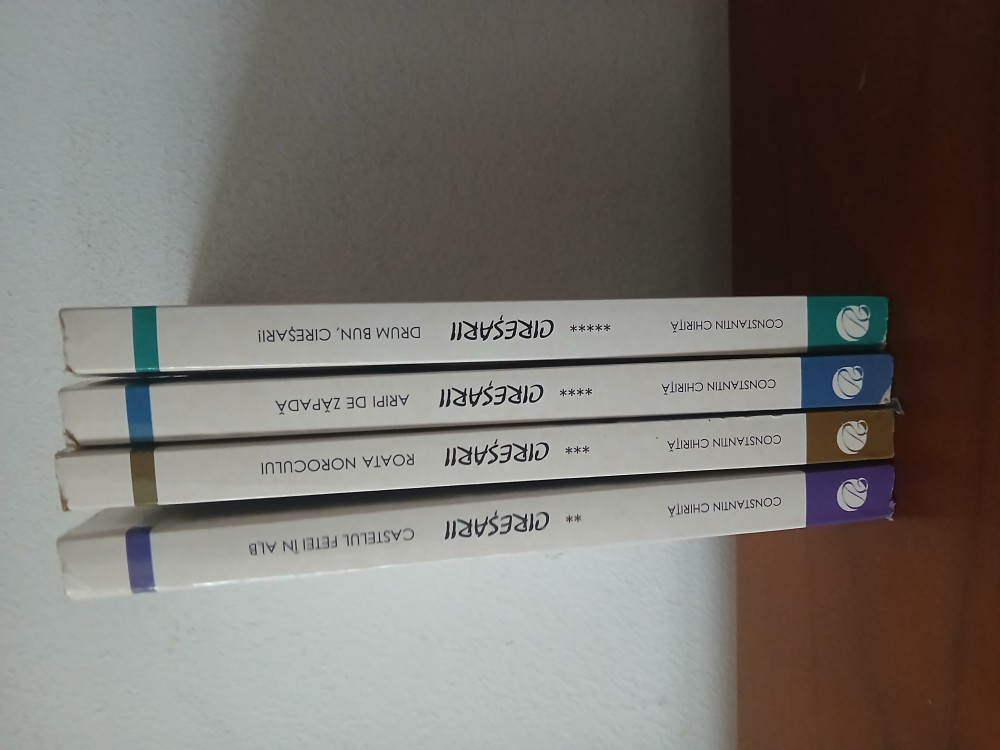 CONSTANTIN CHIRIȚĂ ***** CIREȘARII DRUM BUN, CIREȘARII!
CONSTANTIN CHIRIȚĂ **** CIREȘARII ARIPI DE ZĂPADĂ
CONSTANTIN CHIRIȚĂ *** CIREȘARII ROATA NOROCULUI
CONSTANTIN CHIRIȚĂ ** CIREȘARII CASTELUL FETEI ÎN ALB